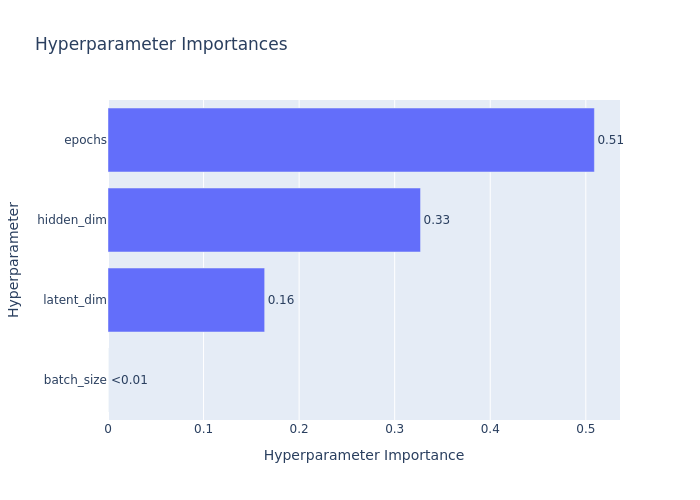 Hyperparameter Importances
Hyperparameter
epochs 0.51
hidden_dim 0.33
latent_dim 0.16
batch_size <0.01
0 0.1 0.2 0.3 0.4 0.5
Hyperparameter Importance